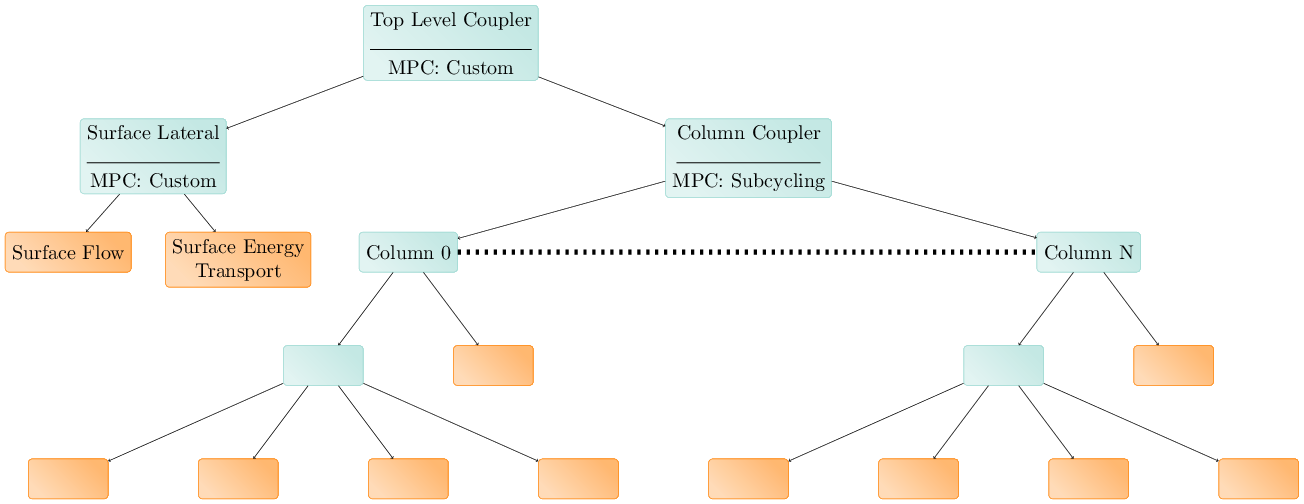 Top Level Coupler
MPC: Custom
Surface Lateral
MPC: Custom
Column Coupler
MPC: Subcycling
Surface Flow
Surface Energy
Transport
Column 0
Column N